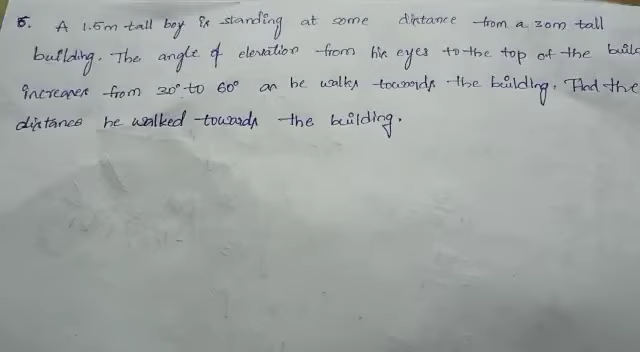 5. A 1.5m tall boy is standing at some distance from a 30m tall
building. The angle of elevation from his eyes to the top of the build
increases from 30° to 60° as he walks towards the building. Find the
distance he walked towards the building.